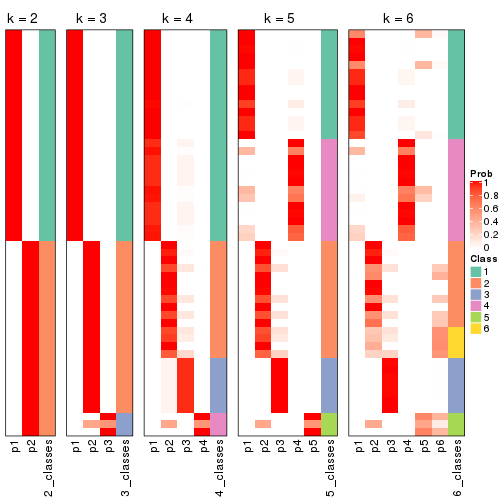 k = 2
k = 3
k = 4
k = 5
k = 6
p1
p2
2_classes
p1
p2
p3
3_classes
p1
p2
p3
p4
4_classes
p1
p2
p3
p4
p5
5_classes
p1
p2
p3
p4
p5
p6
6_classes
Prob
1
0.8
0.6
0.4
0.2
0
Class
1
2
3
4
5
6